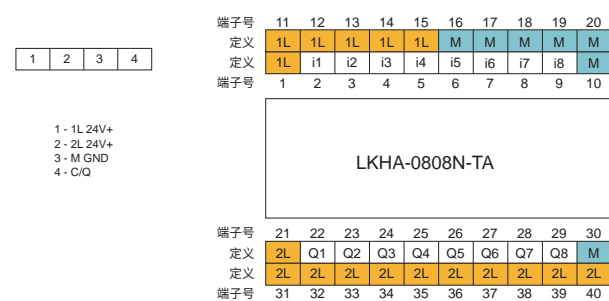 端子号 11 12 13 14 15 16 17 18 19 20
定义 1L 1L 1L 1L 1L M M M M M
定义 1L i1 i2 i3 i4 i5 i6 i7 i8 M
端子号 1 2 3 4 5 6 7 8 9 10
1 2 3 4
1 - 1L 24V+
2 - 2L 24V+
3 - M GND
4 - C/Q
LKHA-0808N-TA
端子号 21 22 23 24 25 26 27 28 29 30
定义 2L Q1 Q2 Q3 Q4 Q5 Q6 Q7 Q8 M
定义 2L 2L 2L 2L 2L 2L 2L 2L 2L 2L
端子号 31 32 33 34 35 36 37 38 39 40